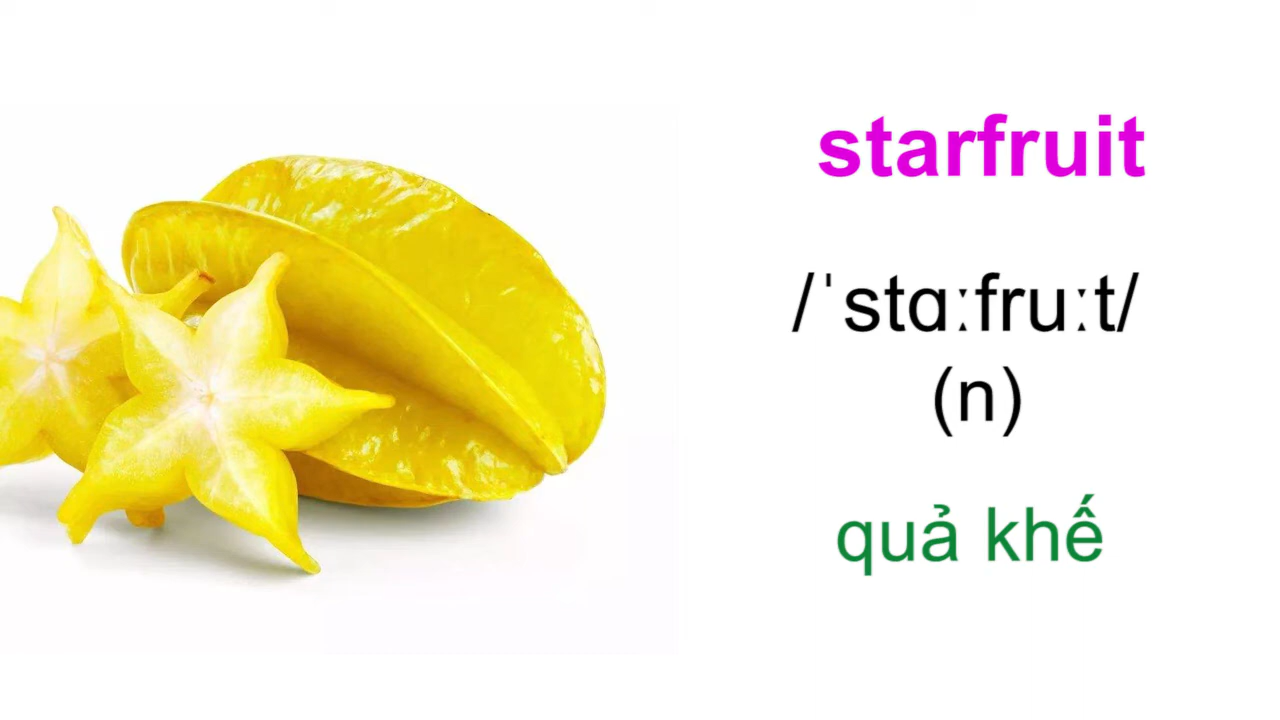 starfruit
/ˈstɑːfruːt/
(n)
quả khế